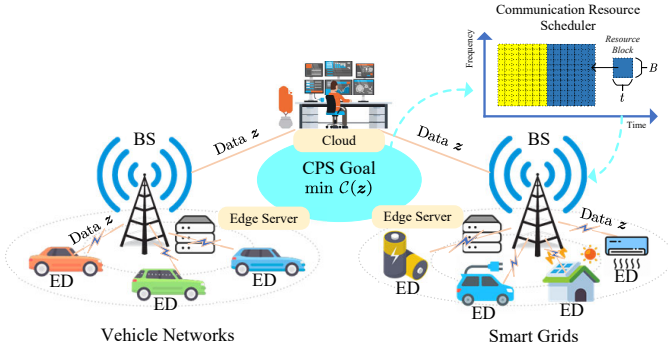 Communication Resource
Scheduler
Frequency
Resource
Block
B
t
Time
BS
Data z
Cloud
Data z
BS
CPS Goal
min C(z)
Data z
Edge Server
Edge Server
Data z
ED
ED
ED
ED
ED
ED
ED
Vehicle Networks
Smart Grids